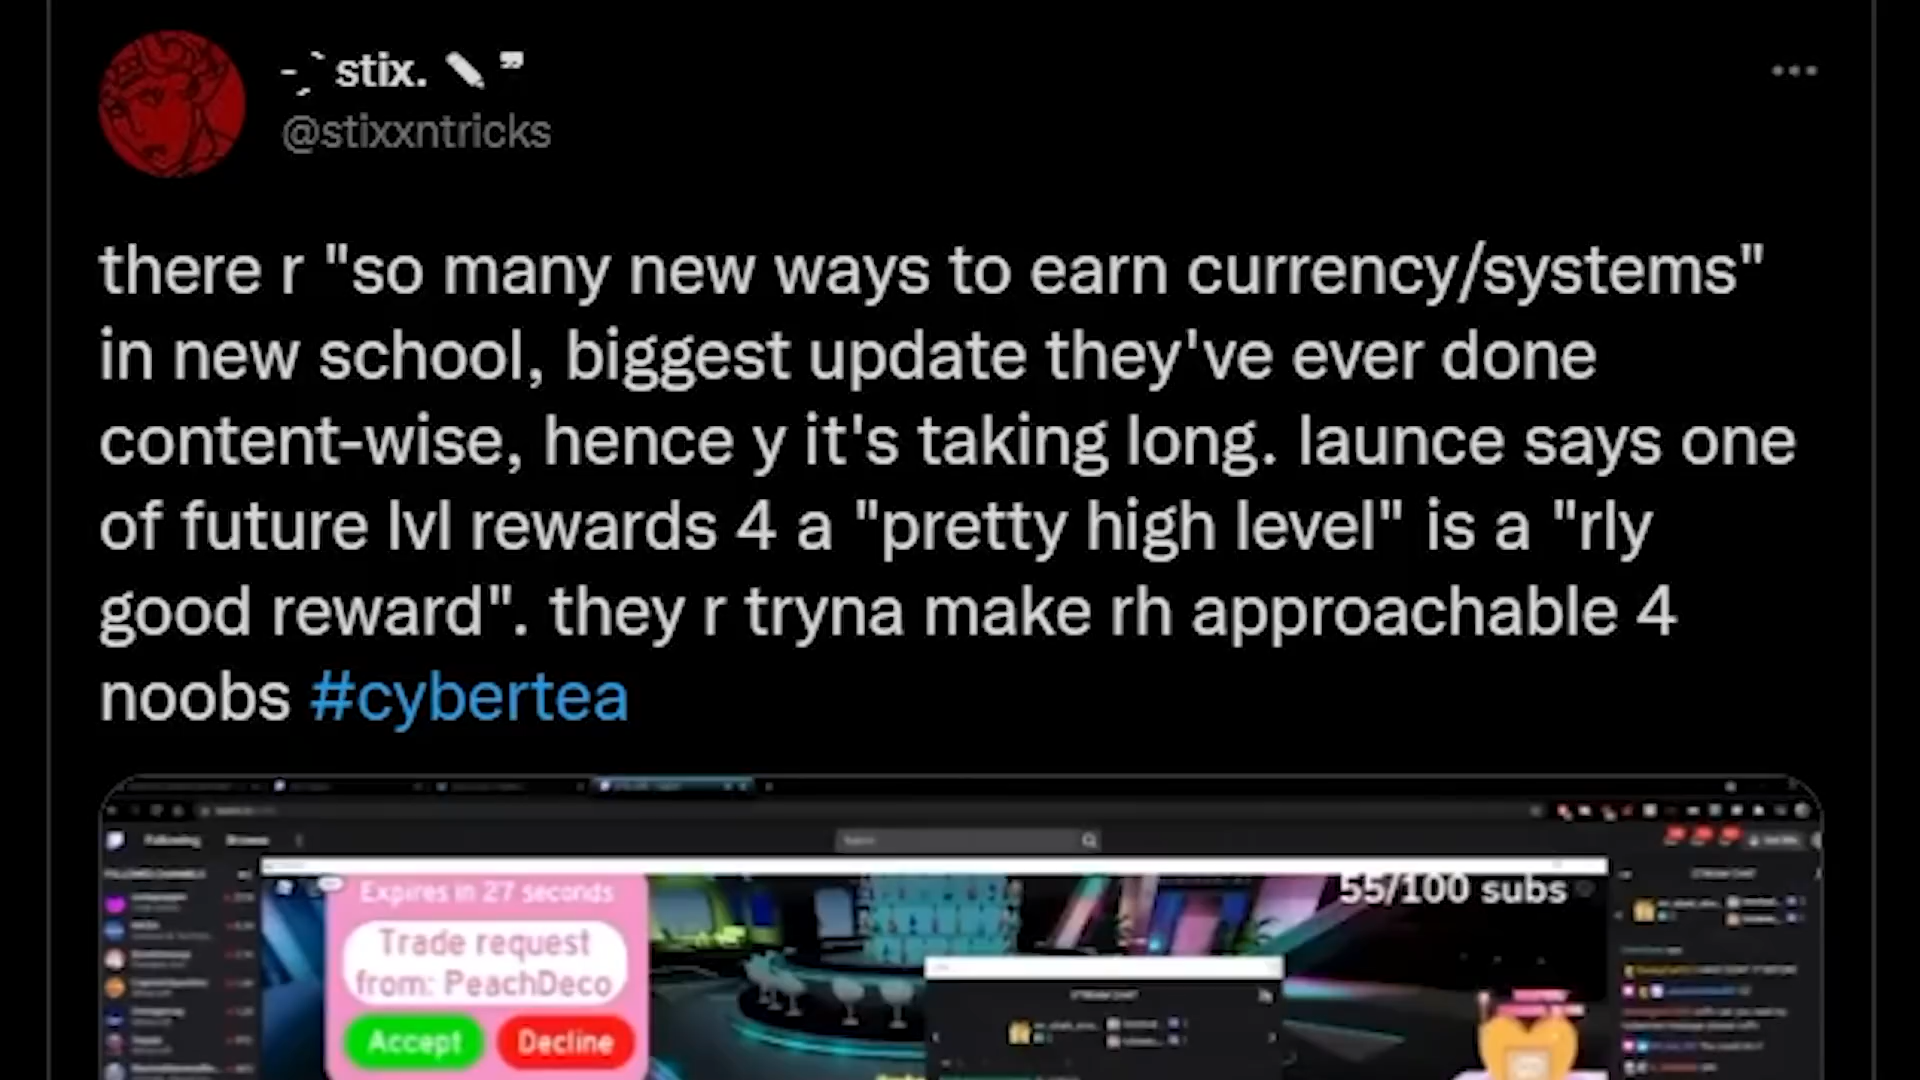 -ˏˋ stix. ✎ ❞
@stixxntricks
there r "so many new ways to earn currency/systems"
in new school, biggest update they've ever done
content-wise, hence y it's taking long. launce says one
of future lvl rewards 4 a "pretty high level" is a "rly
good reward". they r tryna make rh approachable 4
noobs #cybertea
Following Browse
Search
Expires in 27 seconds
55/100 subs
Trade request
from: PeachDeco
Accept Decline